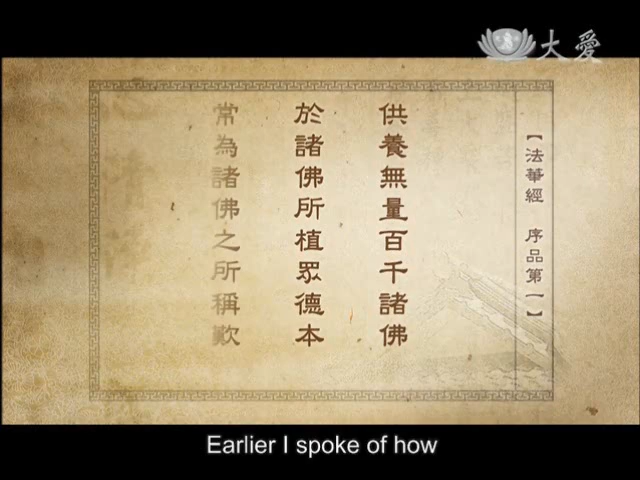 大愛
【法華經　序品第一】
供養無量百千諸佛
於諸佛所植眾德本
常為諸佛之所稱歎
Earlier I spoke of how